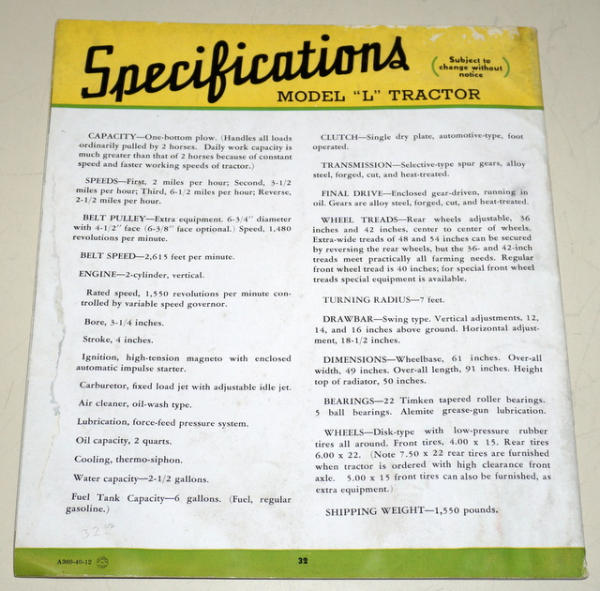 Specifications
(Subject to
change without
notice)
MODEL "L" TRACTOR
CAPACITY—One-bottom plow. (Handles all loads
ordinarily pulled by 2 horses. Daily work capacity is
much greater than that of 2 horses because of constant
speed and faster working speeds of tractor.)
SPEEDS—First, 2 miles per hour; Second, 3-1/2
miles per hour; Third, 6-1/2 miles per hour; Reverse,
2-1/2 miles per hour.
BELT PULLEY—Extra equipment. 6-3/4" diameter
with 4-1/2" face (6-3/8" face optional.) Speed, 1,480
revolutions per minute.
BELT SPEED—2,615 feet per minute.
ENGINE—2-cylinder, vertical.
Rated speed, 1,550 revolutions per minute con-
trolled by variable speed governor.
Bore, 3-1/4 inches.
Stroke, 4 inches.
Ignition, high-tension magneto with enclosed
automatic impulse starter.
Carburetor, fixed load jet with adjustable idle jet.
Air cleaner, oil-wash type.
Lubrication, force-feed pressure system.
Oil capacity, 2 quarts.
Cooling, thermo-siphon.
Water capacity—2-1/2 gallons.
Fuel Tank Capacity—6 gallons. (Fuel, regular
gasoline.)
CLUTCH—Single dry plate, automotive-type, foot
operated.
TRANSMISSION—Selective-type spur gears, alloy
steel, forged, cut, and heat-treated.
FINAL DRIVE—Enclosed gear-driven, running in
oil. Gears are alloy steel, forged, cut, and heat-treated.
WHEEL TREADS—Rear wheels adjustable, 36
inches and 42 inches, center to center of wheels.
Extra-wide treads of 48 and 54 inches can be secured
by reversing the rear wheels, but the 36- and 42-inch
treads meet practically all farming needs. Regular
front wheel tread is 40 inches; for special front wheel
treads special equipment is available.
TURNING RADIUS—7 feet.
DRAWBAR—Swing type. Vertical adjustments, 12,
14, and 16 inches above ground. Horizontal adjust-
ment, 18-1/2 inches.
DIMENSIONS—Wheelbase, 61 inches. Over-all
width, 49 inches. Over-all length, 91 inches. Height
top of radiator, 50 inches.
BEARINGS—22 Timken tapered roller bearings.
5 ball bearings. Alemite grease-gun lubrication.
WHEELS—Disk-type with low-pressure rubber
tires all around. Front tires, 4.00 x 15. Rear tires
6.00 x 22. (Note 7.50 x 22 rear tires are furnished
when tractor is ordered with high clearance front
axle. 5.00 x 15 front tires can also be furnished, as
extra equipment.)
SHIPPING WEIGHT—1,550 pounds.
A360-40-12
32